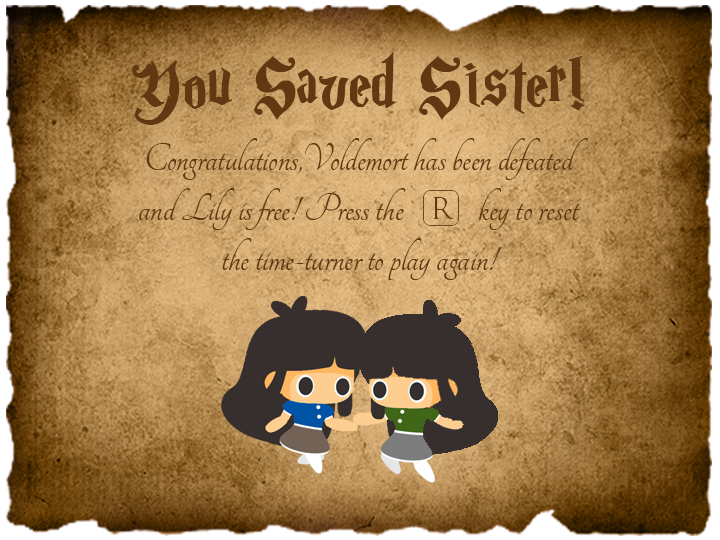 You Saved Sister!
Congratulations, Voldemort has been defeated
and Lily is free! Press the R key to reset
the time-turner to play again!